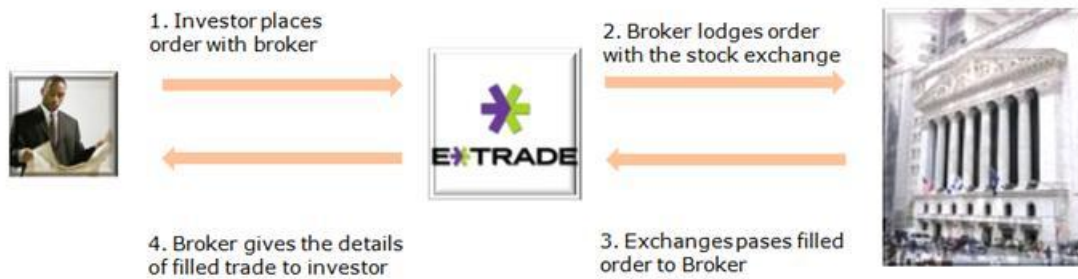 1. Investor places
order with broker
2. Broker lodges order
with the stock exchange
E*TRADE
4. Broker gives the details
of filled trade to investor
3. Exchanges pases filled
order to Broker